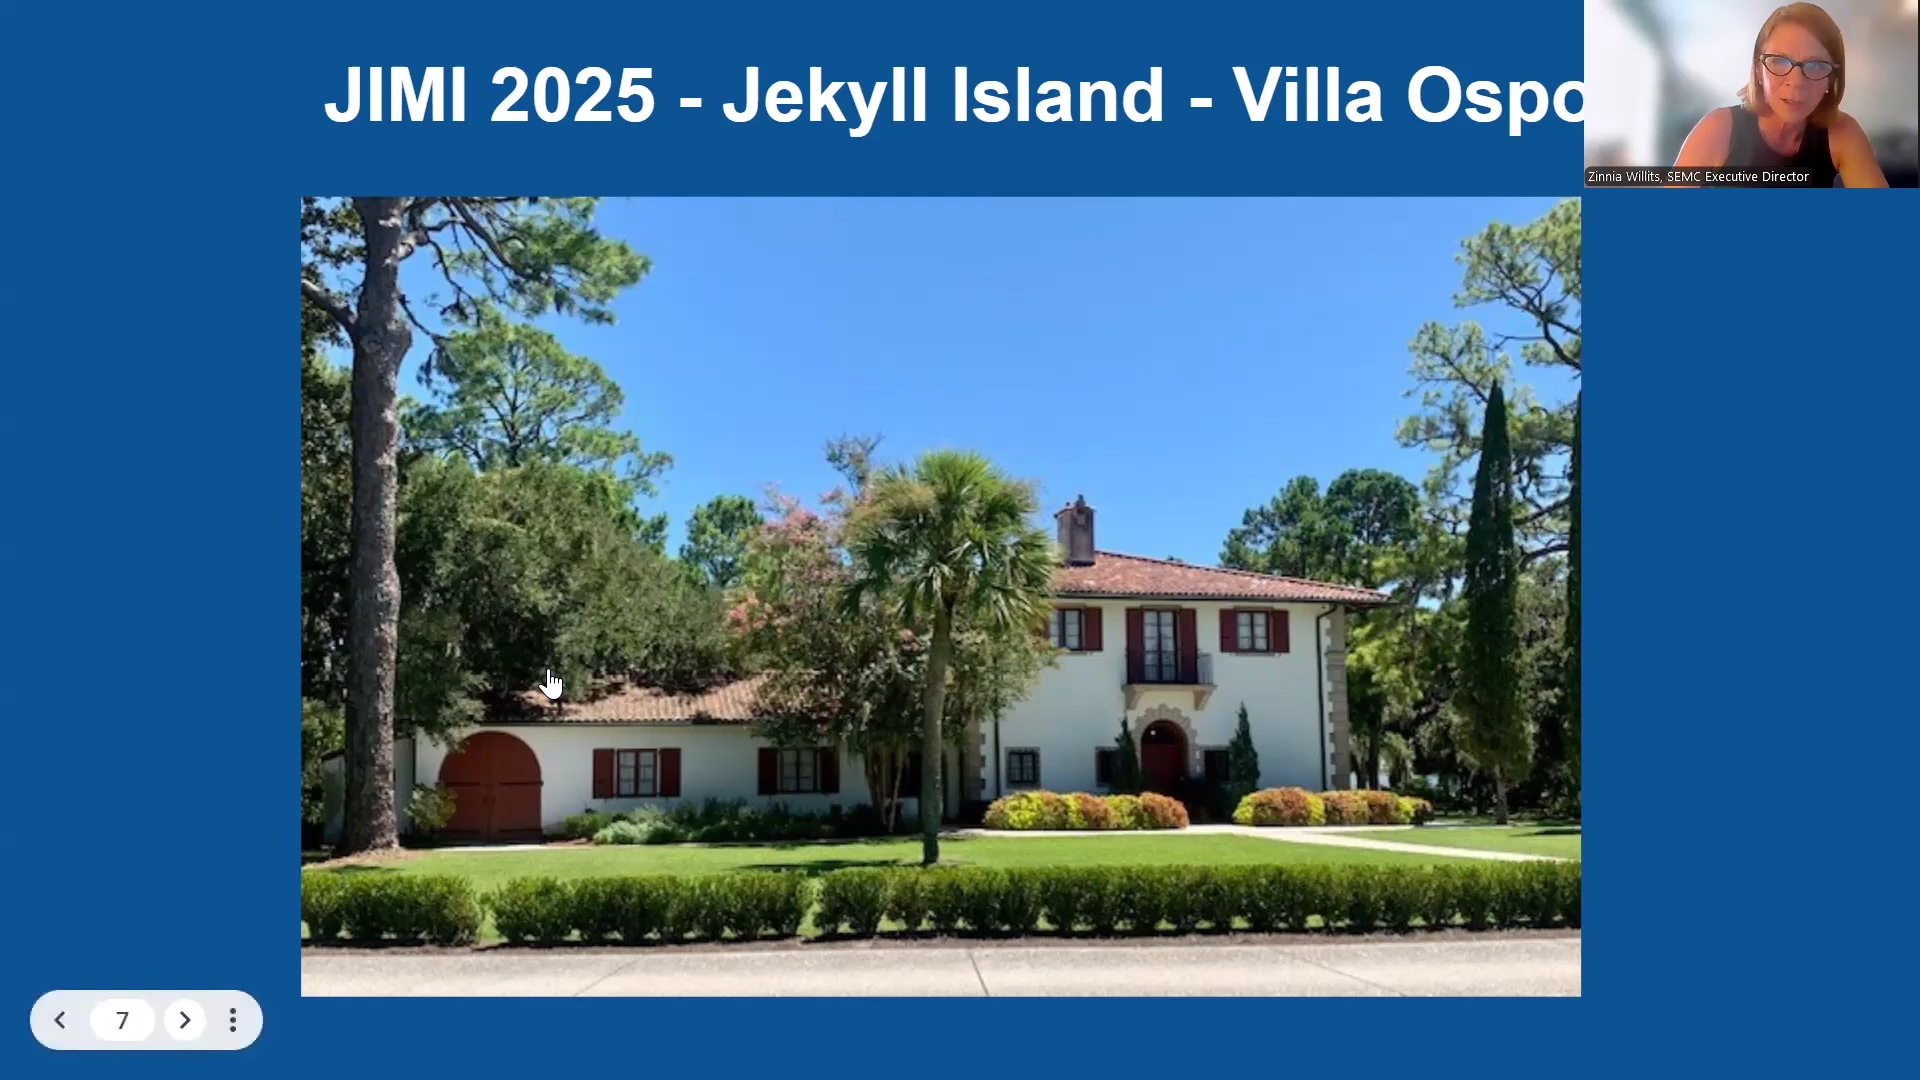 JIMI 2025 - Jekyll Island - Villa Ospo
Zinnia Willits, SEMC Executive Director
7